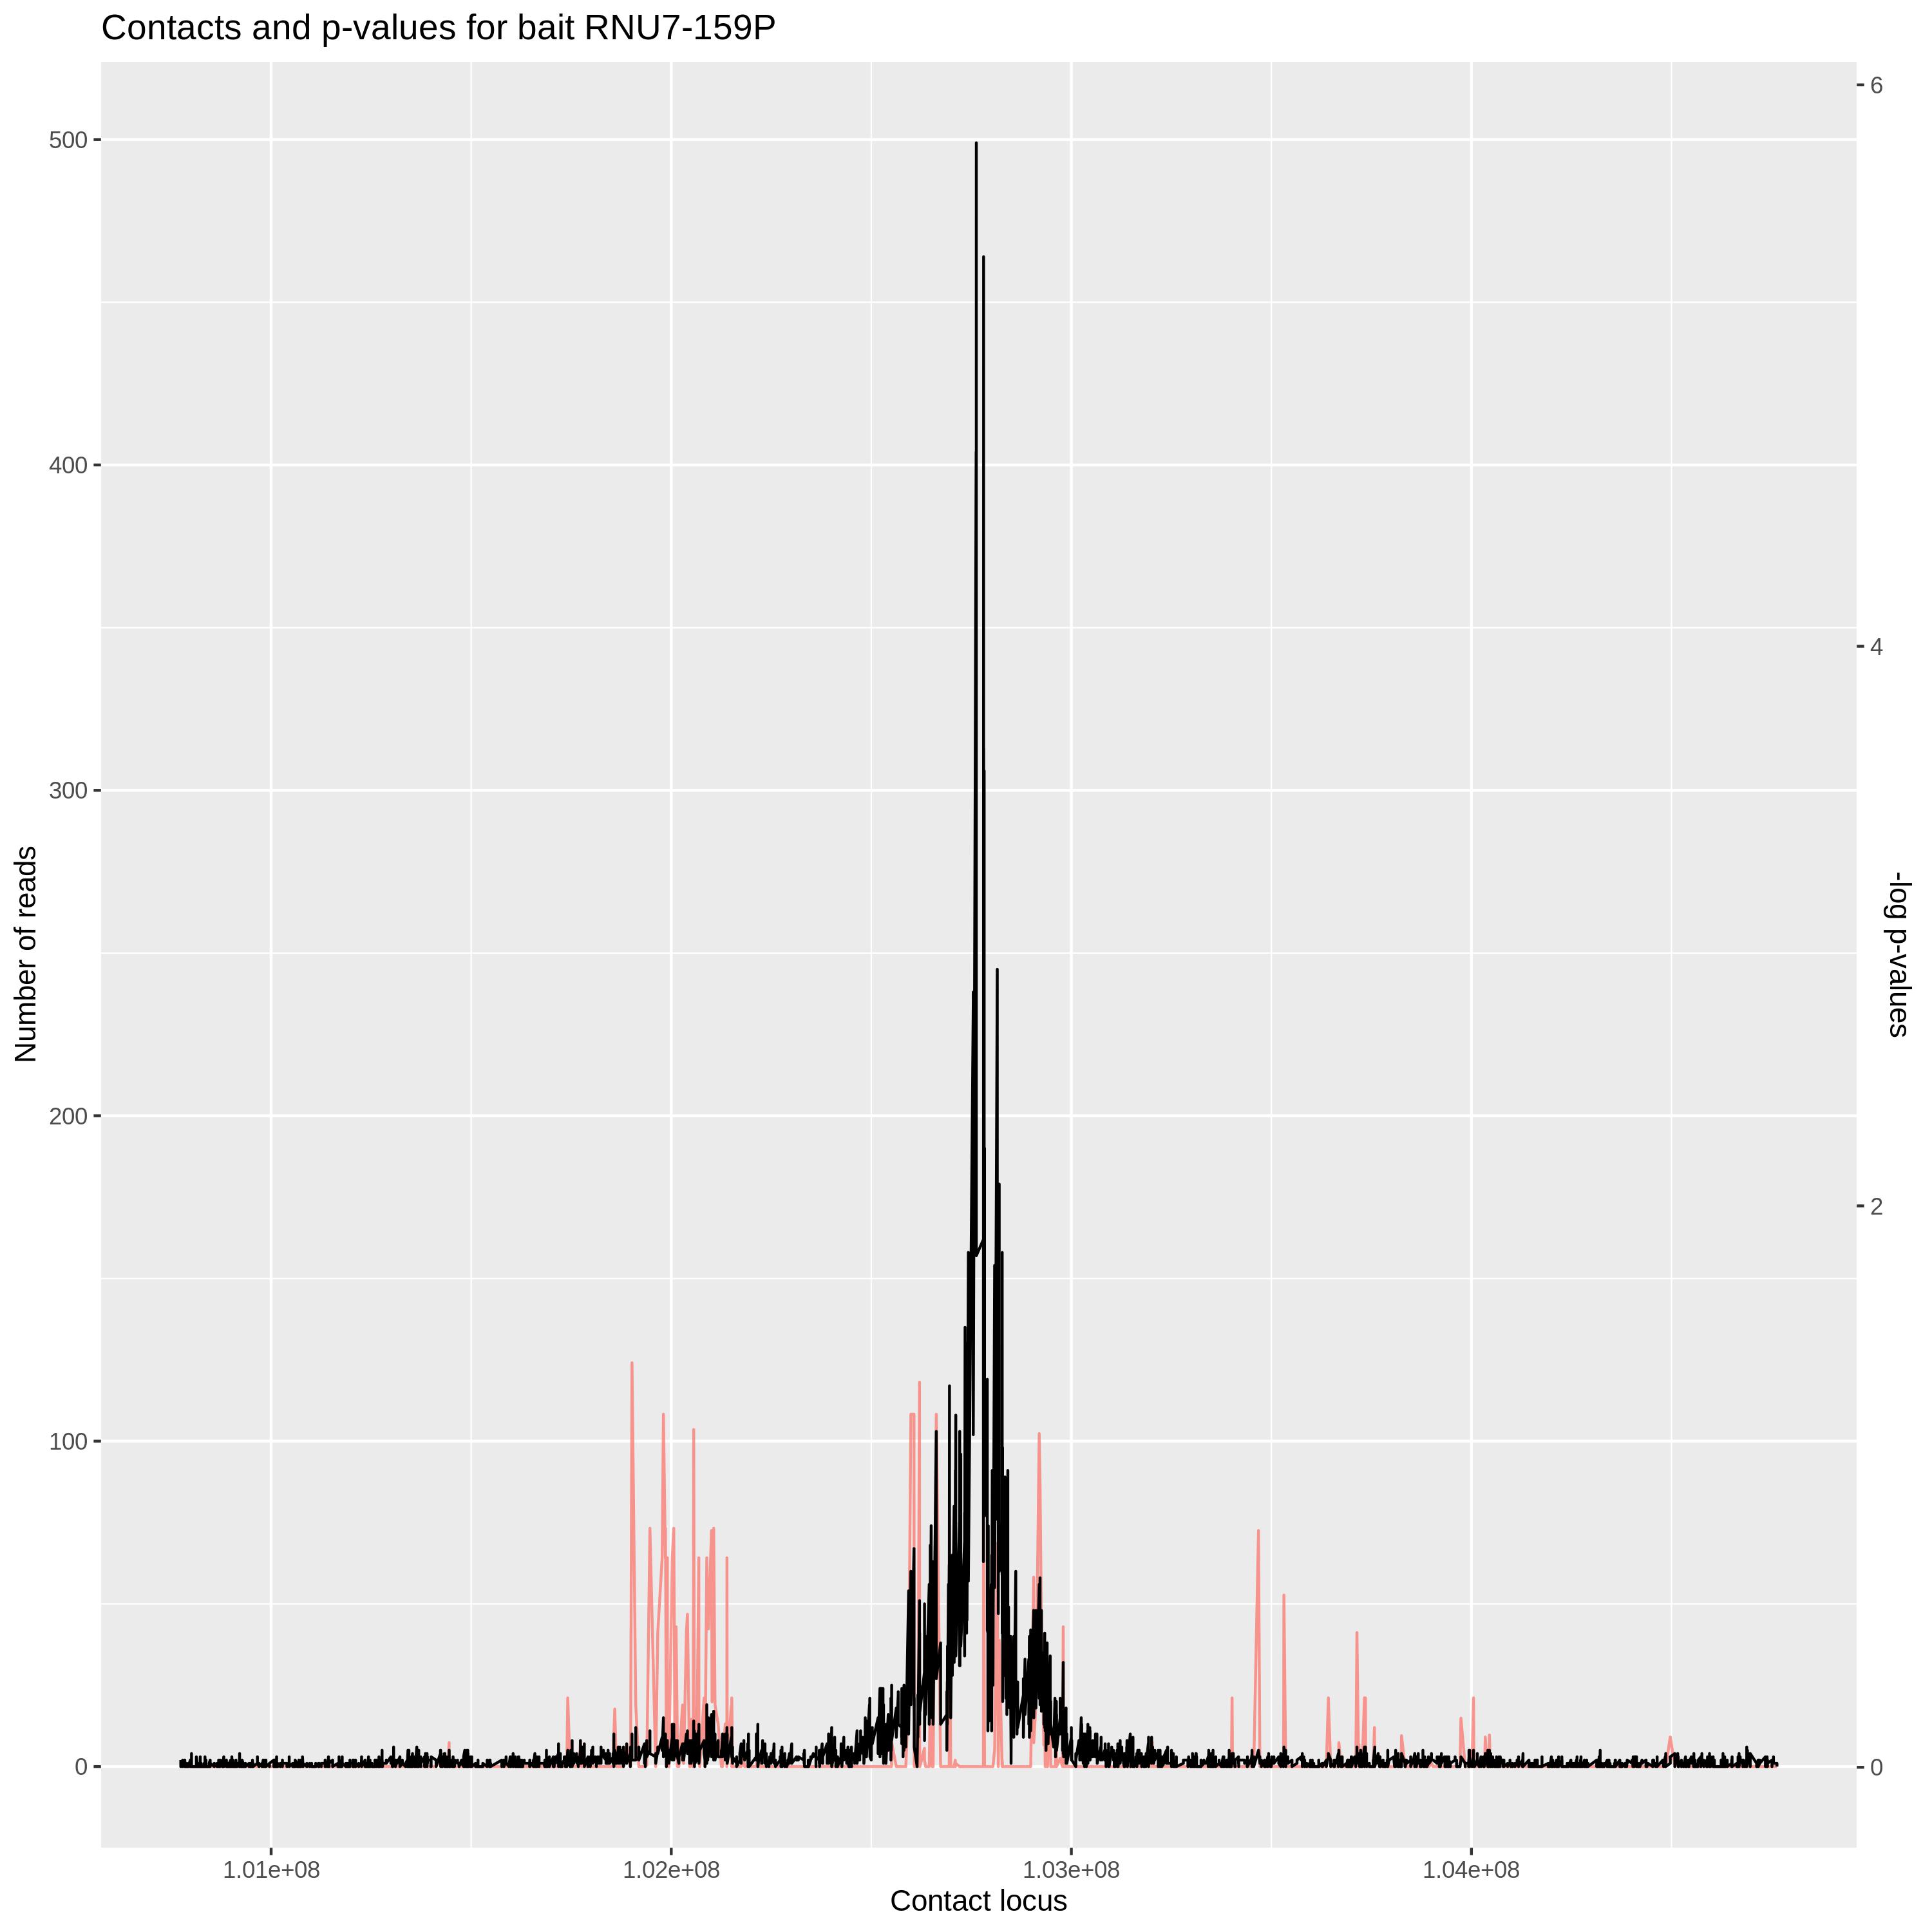 Contacts and p-values for bait RNU7-159P
6
500
400
4
300
Number of reads
-log p-values
200
2
100
0
0
1.01e+08
1.02e+08
1.03e+08
1.04e+08
Contact locus